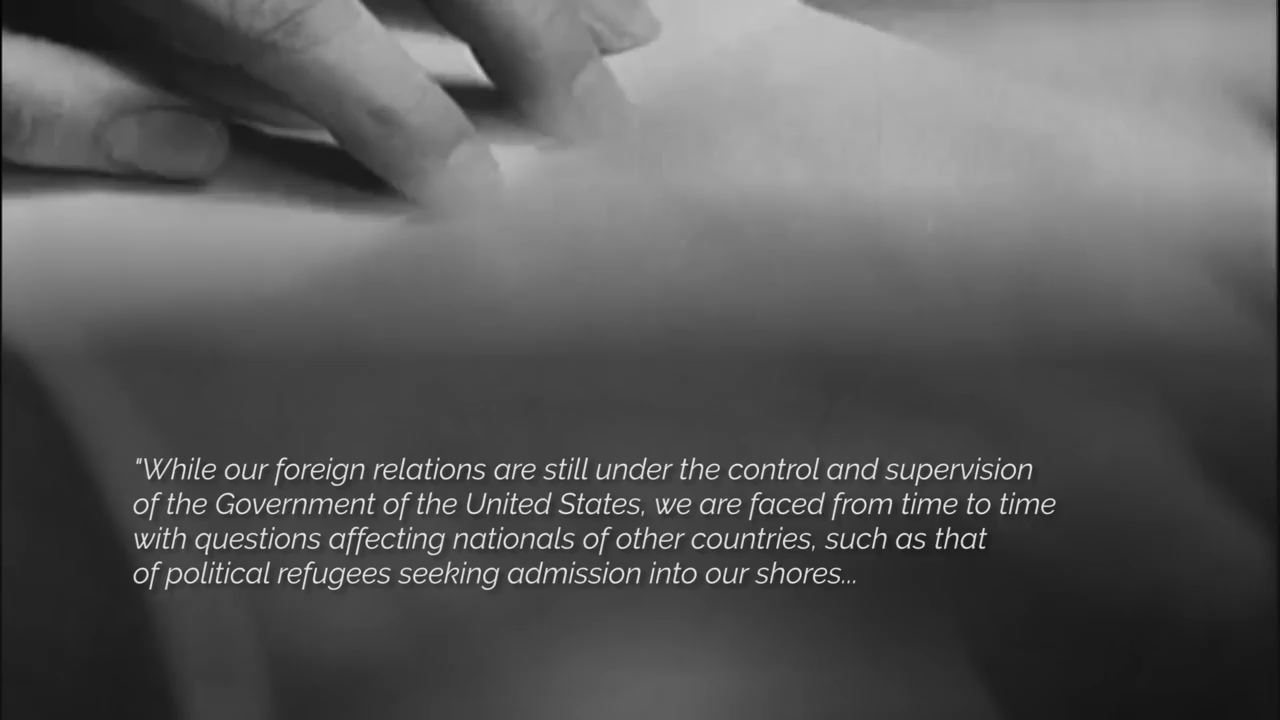 "While our foreign relations are still under the control and supervision
of the Government of the United States, we are faced from time to time
with questions affecting nationals of other countries, such as that
of political refugees seeking admission into our shores...